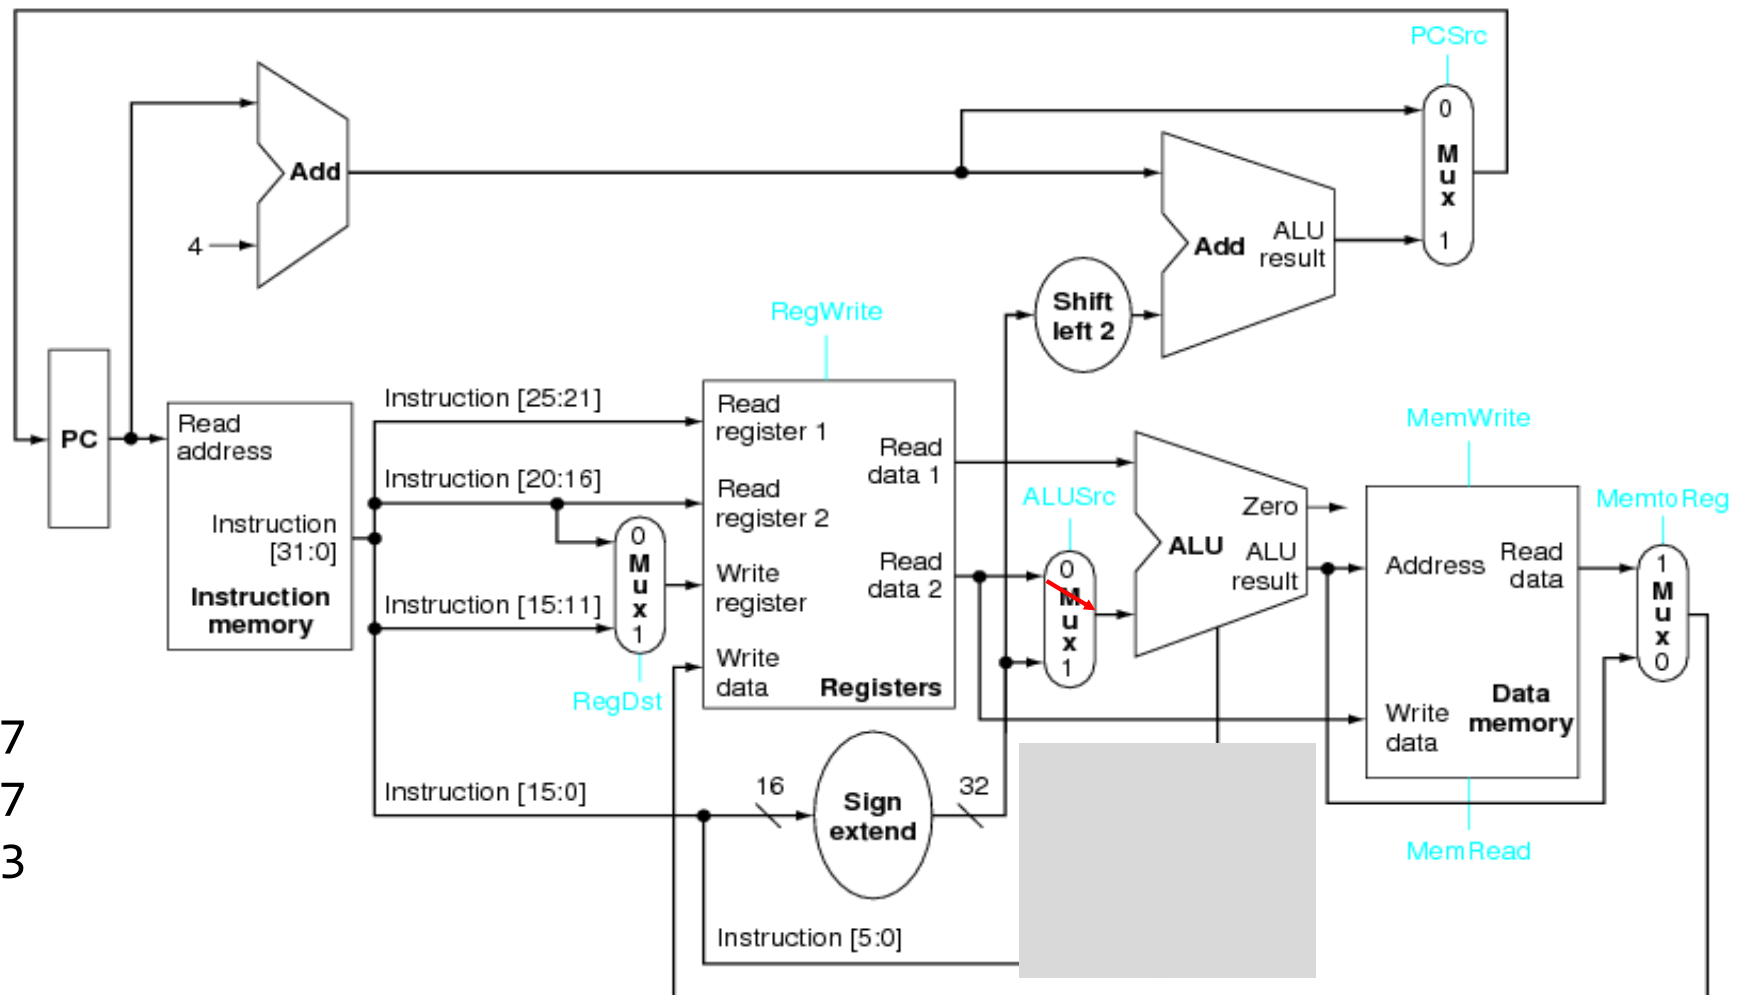 PCSrc
0
M
u
x
1
Add
4
Add
ALU
result
Shift
left 2
RegWrite
PC
Read
address
Instruction
[31:0]
Instruction
memory
Instruction [25:21]
Instruction [20:16]
Instruction [15:11]
Instruction [15:0]
Instruction [5:0]
0
M
u
x
1
RegDst
Read
register 1
Read
register 2
Write
register
Write
data
Read
data 1
Read
data 2
Registers
16
Sign
extend
32
ALUSrc
0
M
u
x
1
Zero
ALU
ALU
result
MemWrite
Address
Read
data
Write
data
Data
memory
MemRead
MemtoReg
1
M
u
x
0
7
7
3